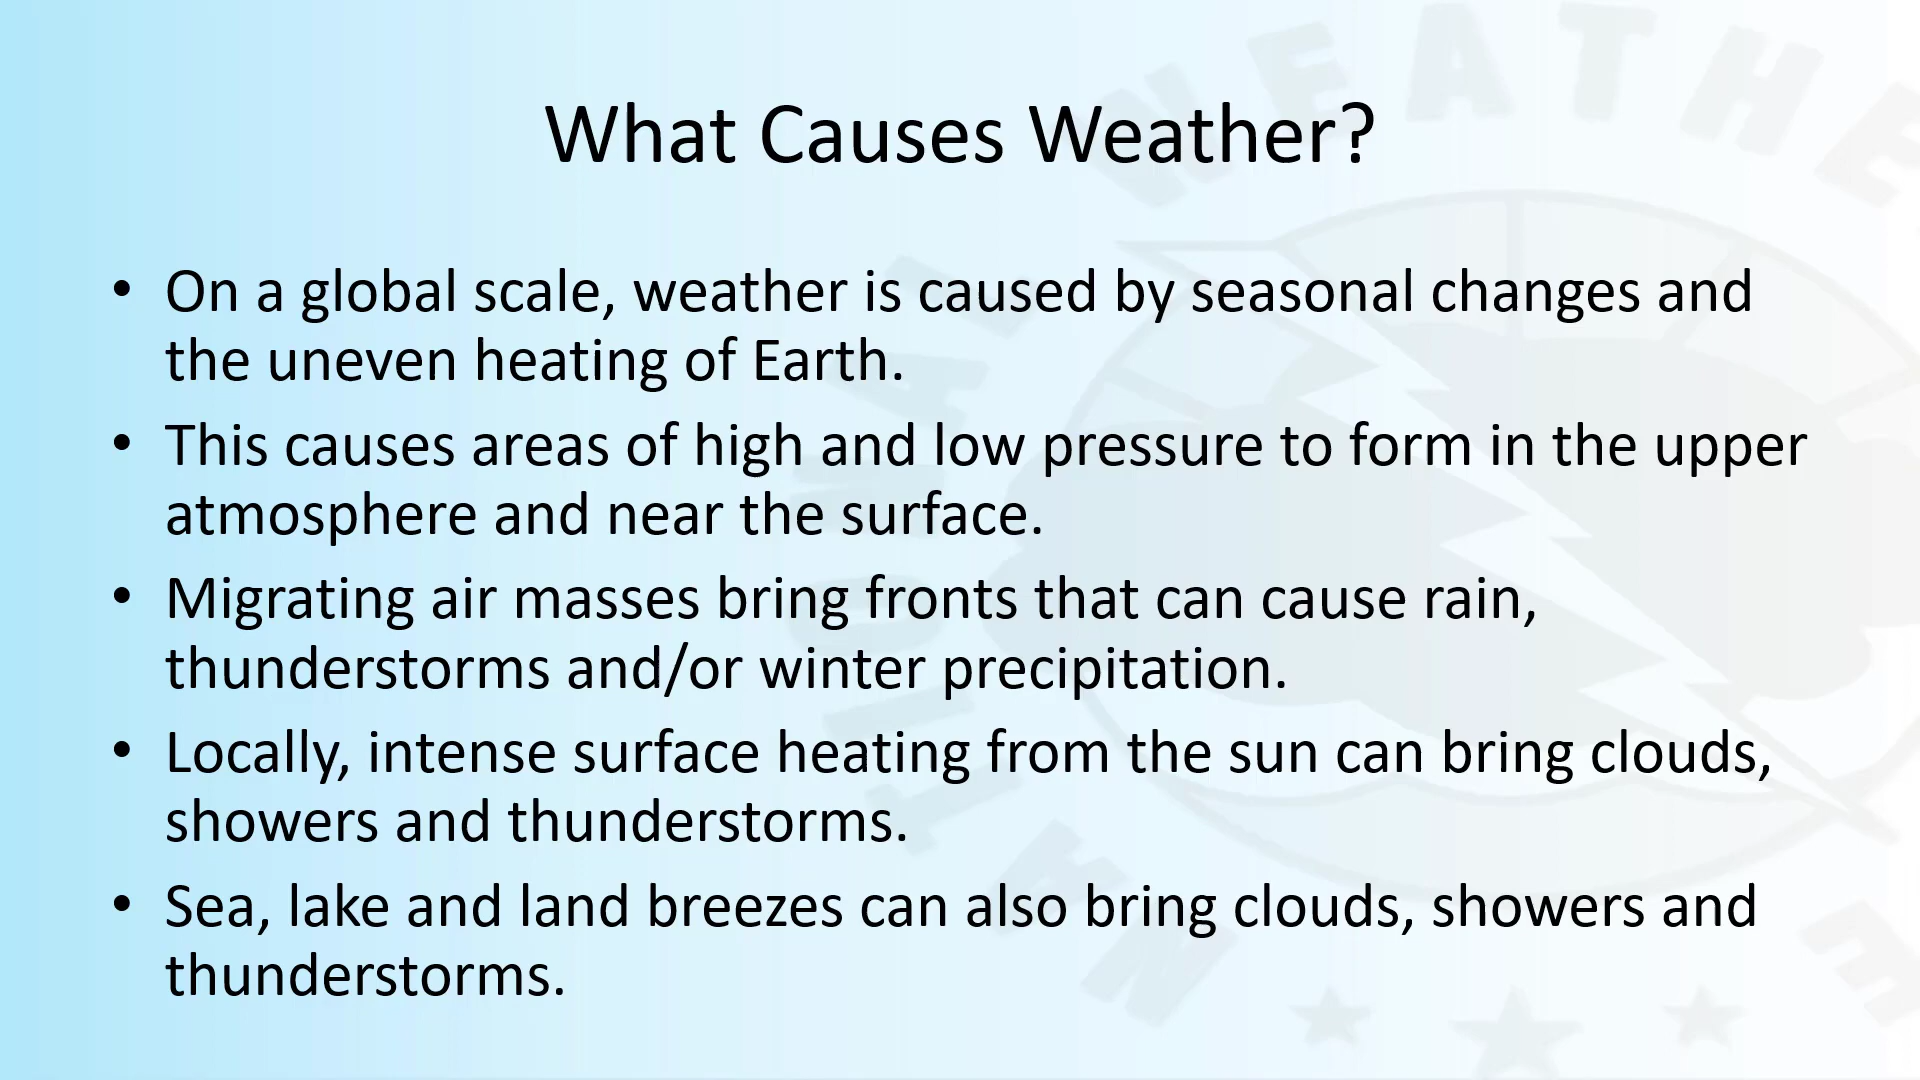 What Causes Weather?
• On a global scale, weather is caused by seasonal changes and
the uneven heating of Earth.
• This causes areas of high and low pressure to form in the upper
atmosphere and near the surface.
• Migrating air masses bring fronts that can cause rain,
thunderstorms and/or winter precipitation.
• Locally, intense surface heating from the sun can bring clouds,
showers and thunderstorms.
• Sea, lake and land breezes can also bring clouds, showers and
thunderstorms.